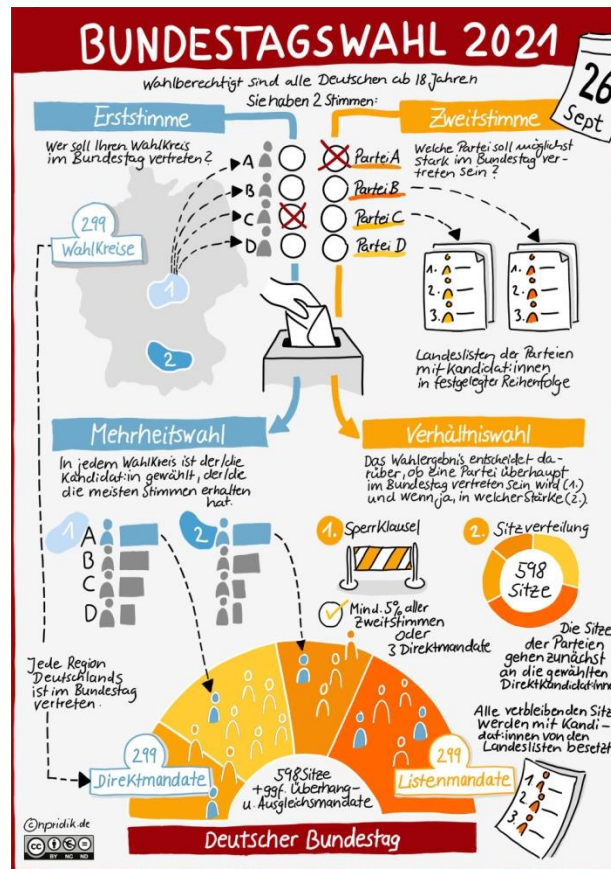 BUNDESTAGSWAHL 2021
26
Sept
Wahlberechtigt sind alle Deutschen ab 18 Jahren
Sie haben 2 Stimmen:
Erststimme
Wer soll Ihren Wahlkreis
im Bundestag vertreten?
299
Wahlkreise
1
2
A
B
C
D
Zweitstimme
Partei A
Partei B
Partei C
Partei D
Welche Partei soll möglichst
stark im Bundestag ver-
treten sein?
1.
2.
3.
1.
2.
3.
Landeslisten der Parteien
mit Kandidat:innen
in festgelegter Reihenfolge
Mehrheitswahl
In jedem Wahlkreis ist der/die
Kandidat:in gewählt, der/die
die meisten Stimmen erhalten
hat.
1
2
A
B
C
D
Verhältniswahl
Das Wahlergebnis entscheidet da-
rüber, ob eine Partei überhaupt
im Bundestag vertreten sein wird (1.)
und wenn ja, in welcher Stärke (2.).
1. Sperrklausel
Mind. 5% aller
Zweitstimmen
oder
3 Direktmandate
2. Sitzverteilung
598
Sitze
Die Sitze
der Parteien
gehen zunächst
an die gewählten
Direktkandidat:inne
Alle verbleibenden Sitz
werden mit Kandi-
dat:innen von den
Landeslisten besetzt
1.
2.
3.
Jede Region
Deutschlands
ist im Bundestag
vertreten.
299
Direktmandate
598 Sitze
+ ggf. Überhang-
u. Ausgleichsmandate
299
Listenmandate
Deutscher Bundestag
©npridik.de
CC
BY NC ND